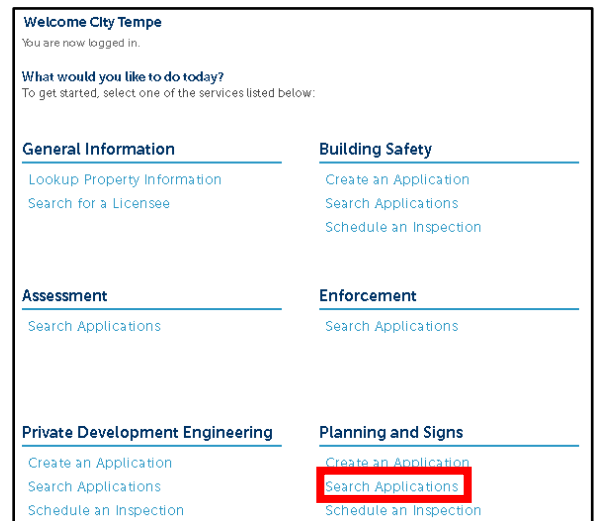 Welcome City Tempe
You are now logged in.
What would you like to do today?
To get started, select one of the services listed below:
General Information
Lookup Property Information
Search for a Licensee
Building Safety
Create an Application
Search Applications
Schedule an Inspection
Assessment
Search Applications
Enforcement
Search Applications
Private Development Engineering
Create an Application
Search Applications
Schedule an Inspection
Planning and Signs
Create an Application
Search Applications
Schedule an Inspection